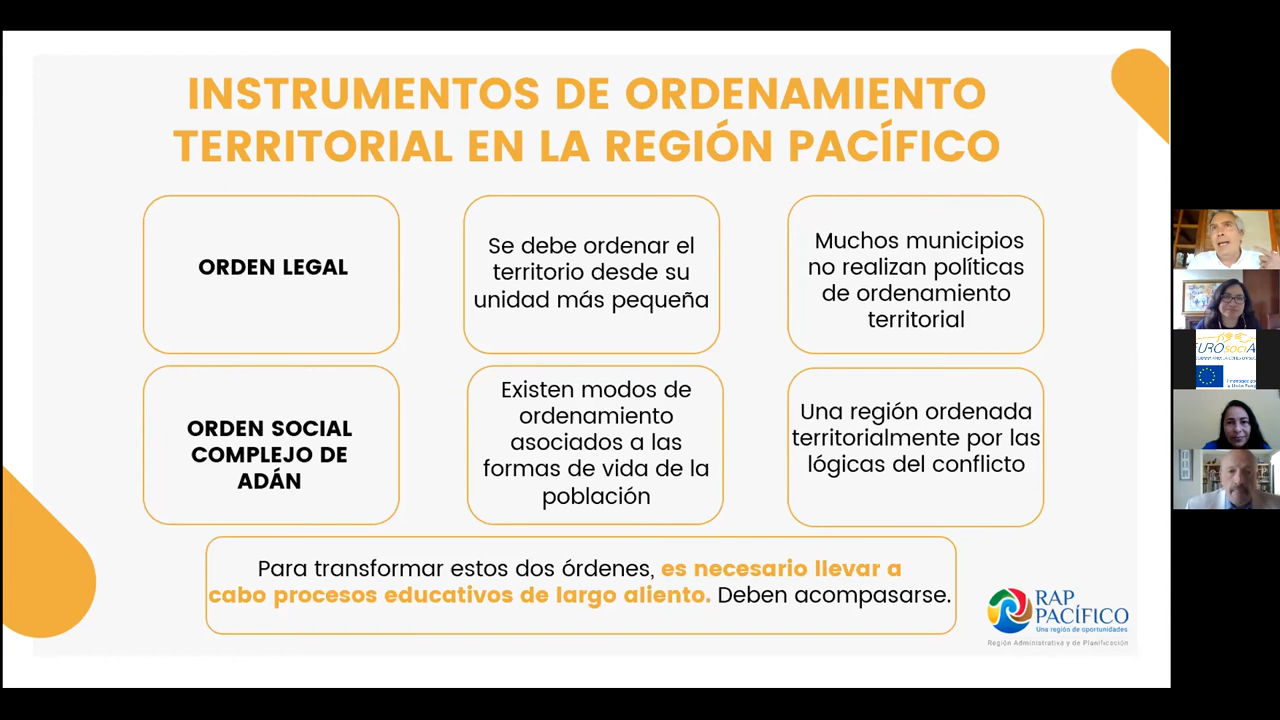 INSTRUMENTOS DE ORDENAMIENTO
TERRITORIAL EN LA REGIÓN PACÍFICO
ORDEN LEGAL
Se debe ordenar el
territorio desde su
unidad más pequeña
Muchos municipios
no realizan políticas
de ordenamiento
territorial
ORDEN SOCIAL
COMPLEJO DE
ADÁN
Existen modos de
ordenamiento
asociados a las
formas de vida de la
población
Una región ordenada
territorialmente por las
lógicas del conflicto
Para transformar estos dos órdenes, es necesario llevar a
cabo procesos educativos de largo aliento. Deben acompasarse.
RAP
PACÍFICO
Una región de oportunidades
Región Administrativa y de Planificación
EUROsociA